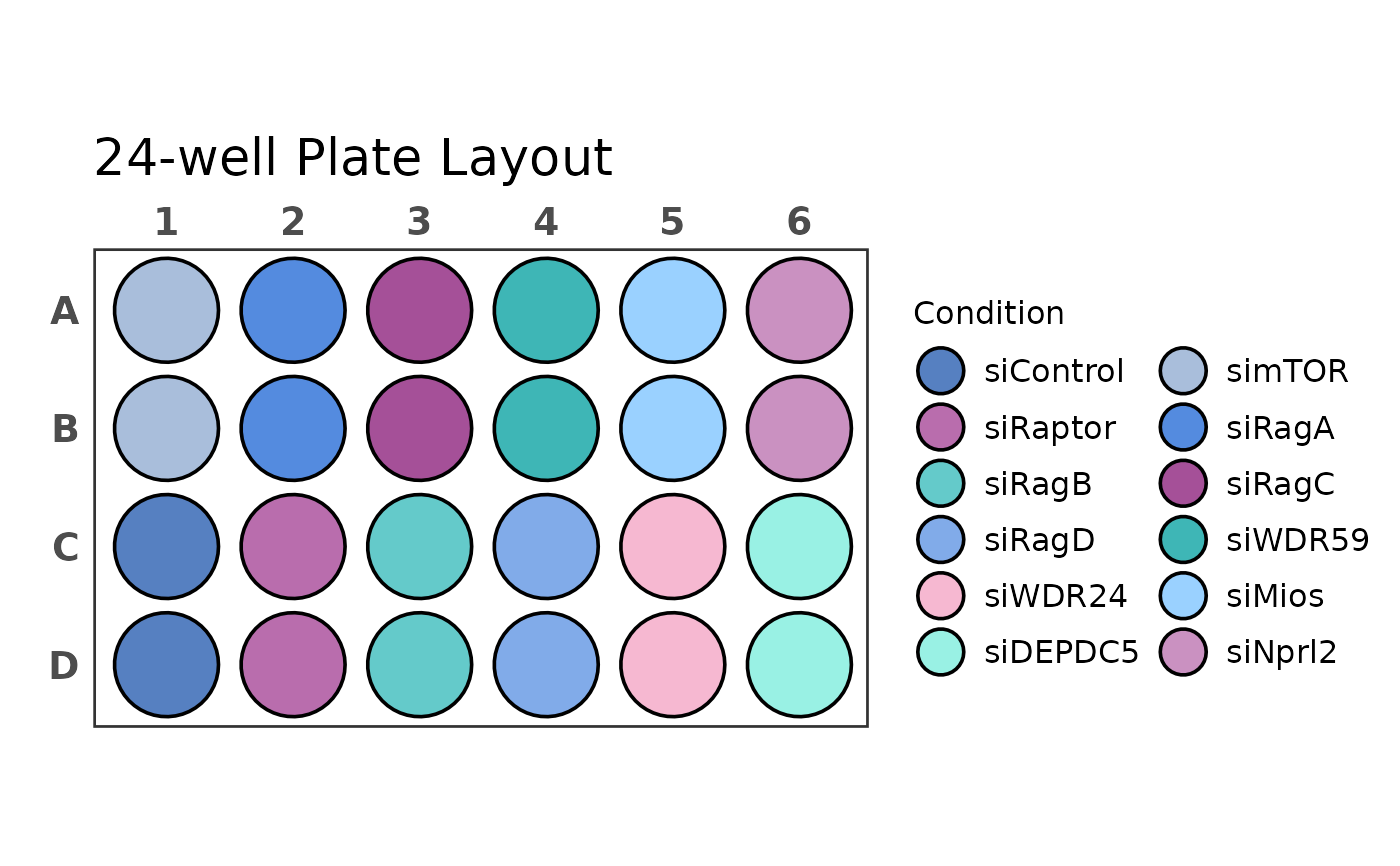 24-well Plate Layout
1 2 3 4 5 6
A
B
C
D
Condition
siControl simTOR
siRaptor siRagA
siRagB siRagC
siRagD siWDR59
siWDR24 siMios
siDEPDC5 siNprl2